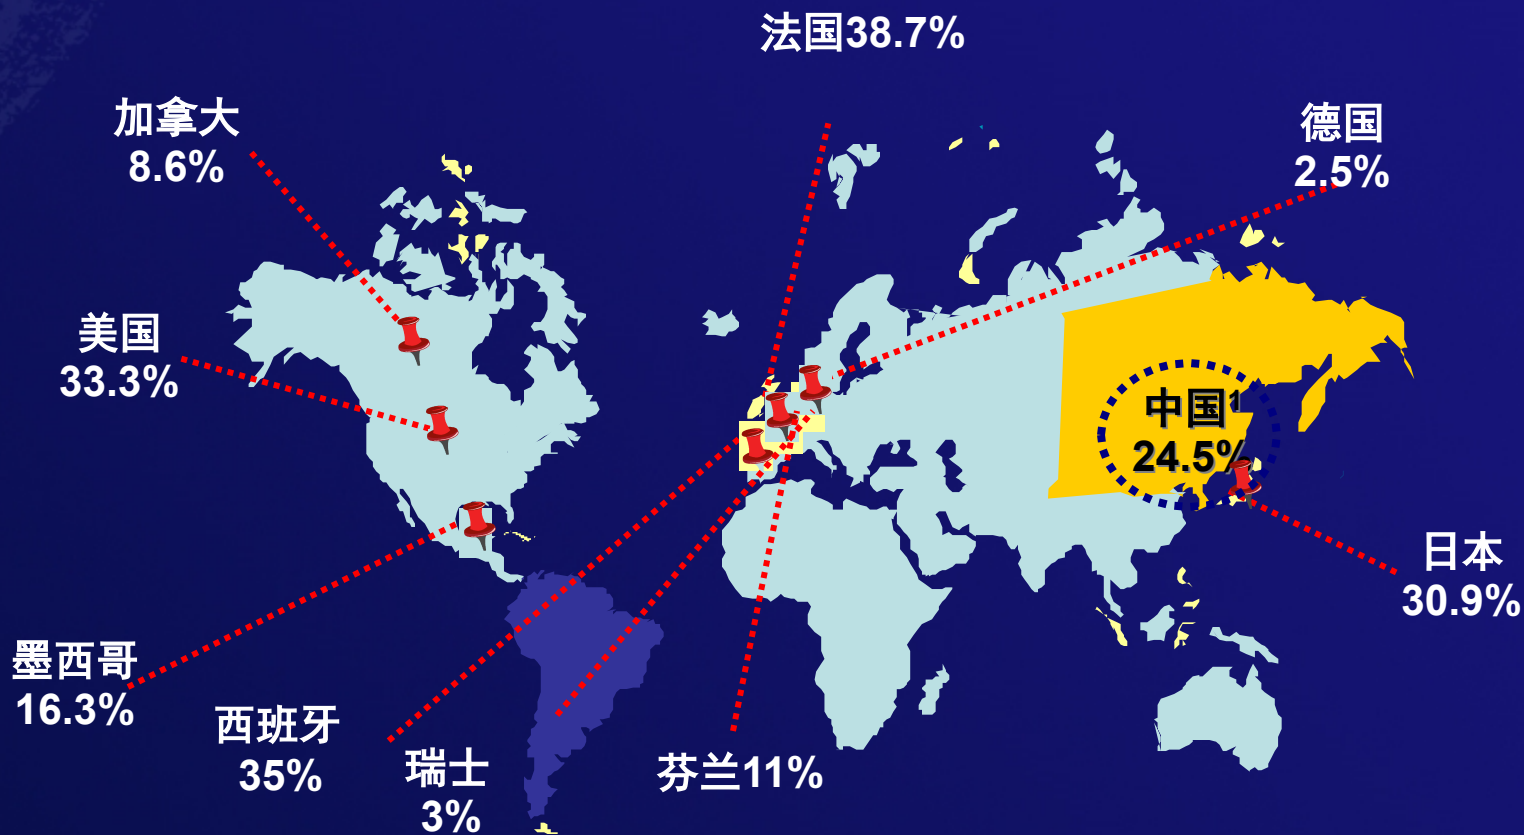 法国38.7%
加拿大
8.6%
德国
2.5%
美国
33.3%
中国¹
24.5%
日本
30.9%
墨西哥
16.3%
西班牙
35%
瑞士
3%
芬兰11%